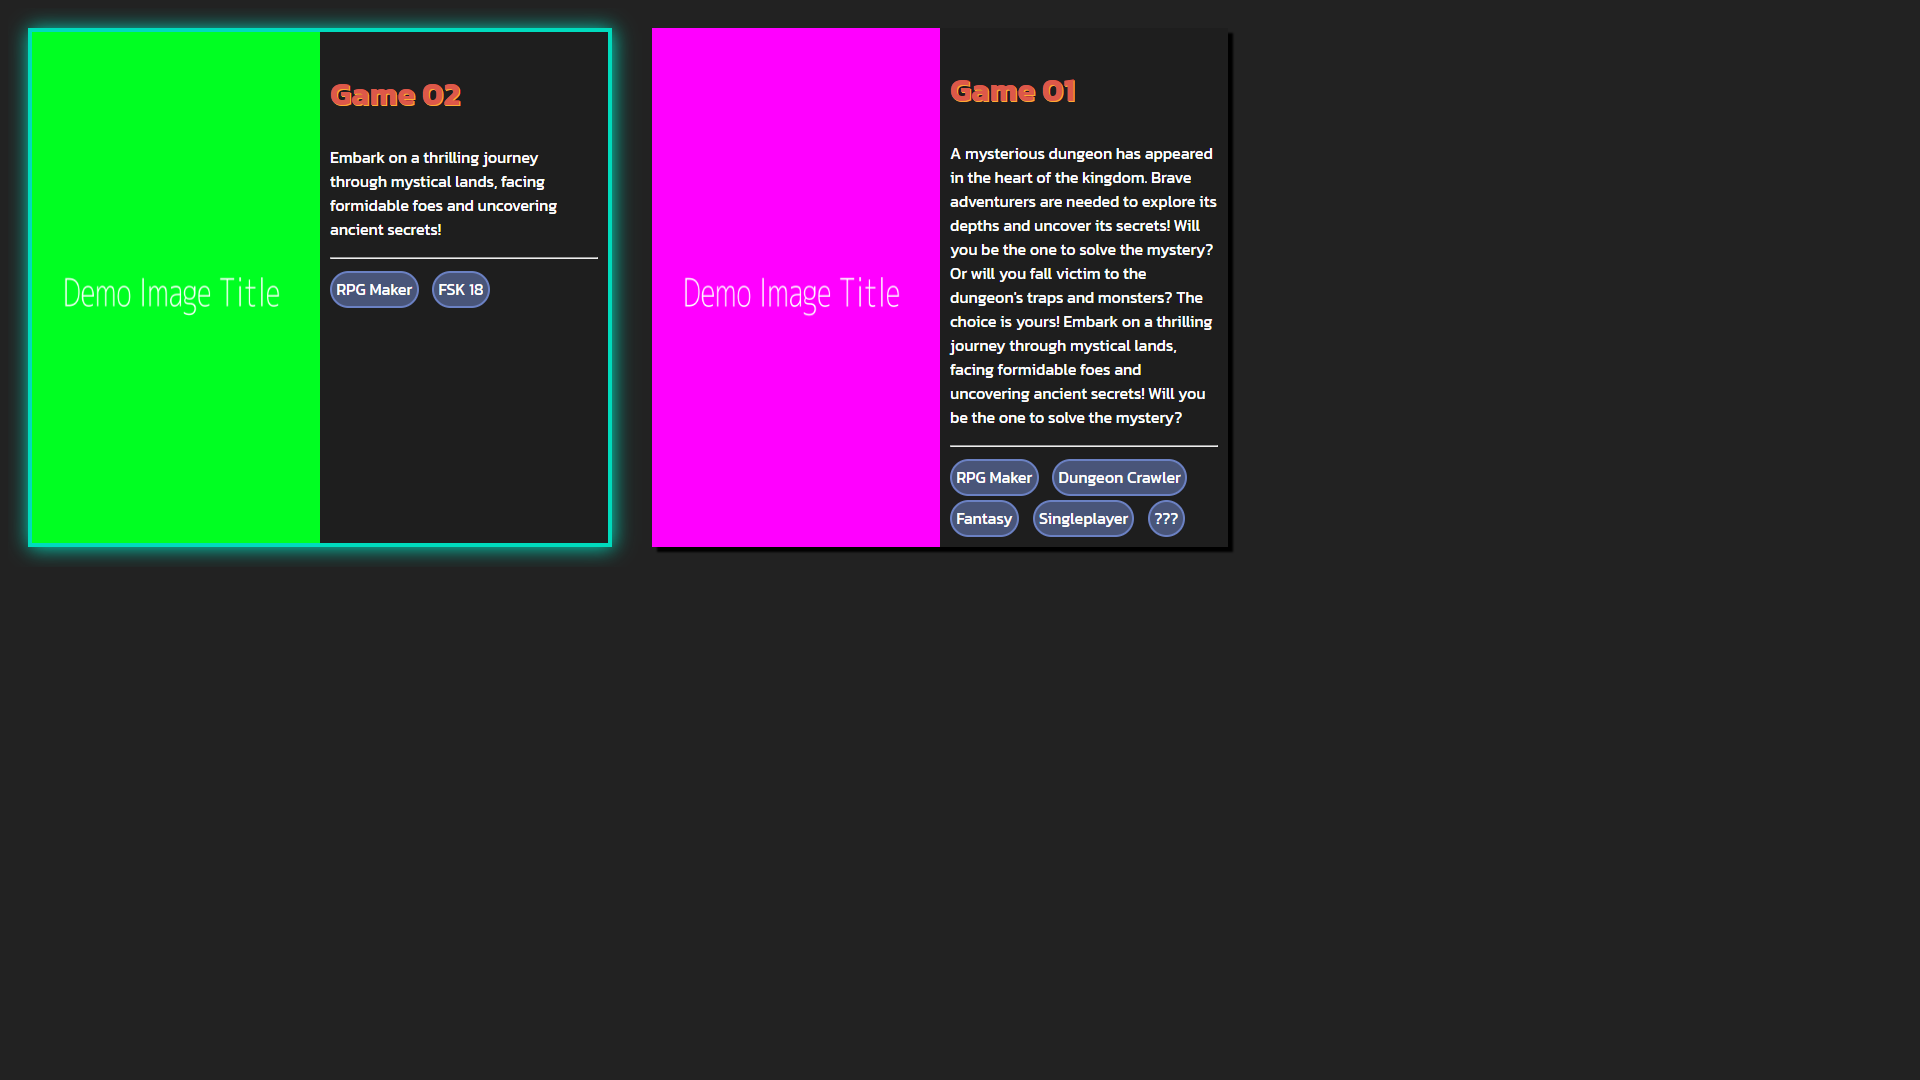 Demo Image Title
Game 02
Embark on a thrilling journey
through mystical lands, facing
formidable foes and uncovering
ancient secrets!
RPG Maker
FSK 18
Demo Image Title
Game 01
A mysterious dungeon has appeared
in the heart of the kingdom. Brave
adventurers are needed to explore its
depths and uncover its secrets! Will
you be the one to solve the mystery?
Or will you fall victim to the
dungeon's traps and monsters? The
choice is yours! Embark on a thrilling
journey through mystical lands,
facing formidable foes and
uncovering ancient secrets! Will you
be the one to solve the mystery?
RPG Maker
Dungeon Crawler
Fantasy
Singleplayer
???